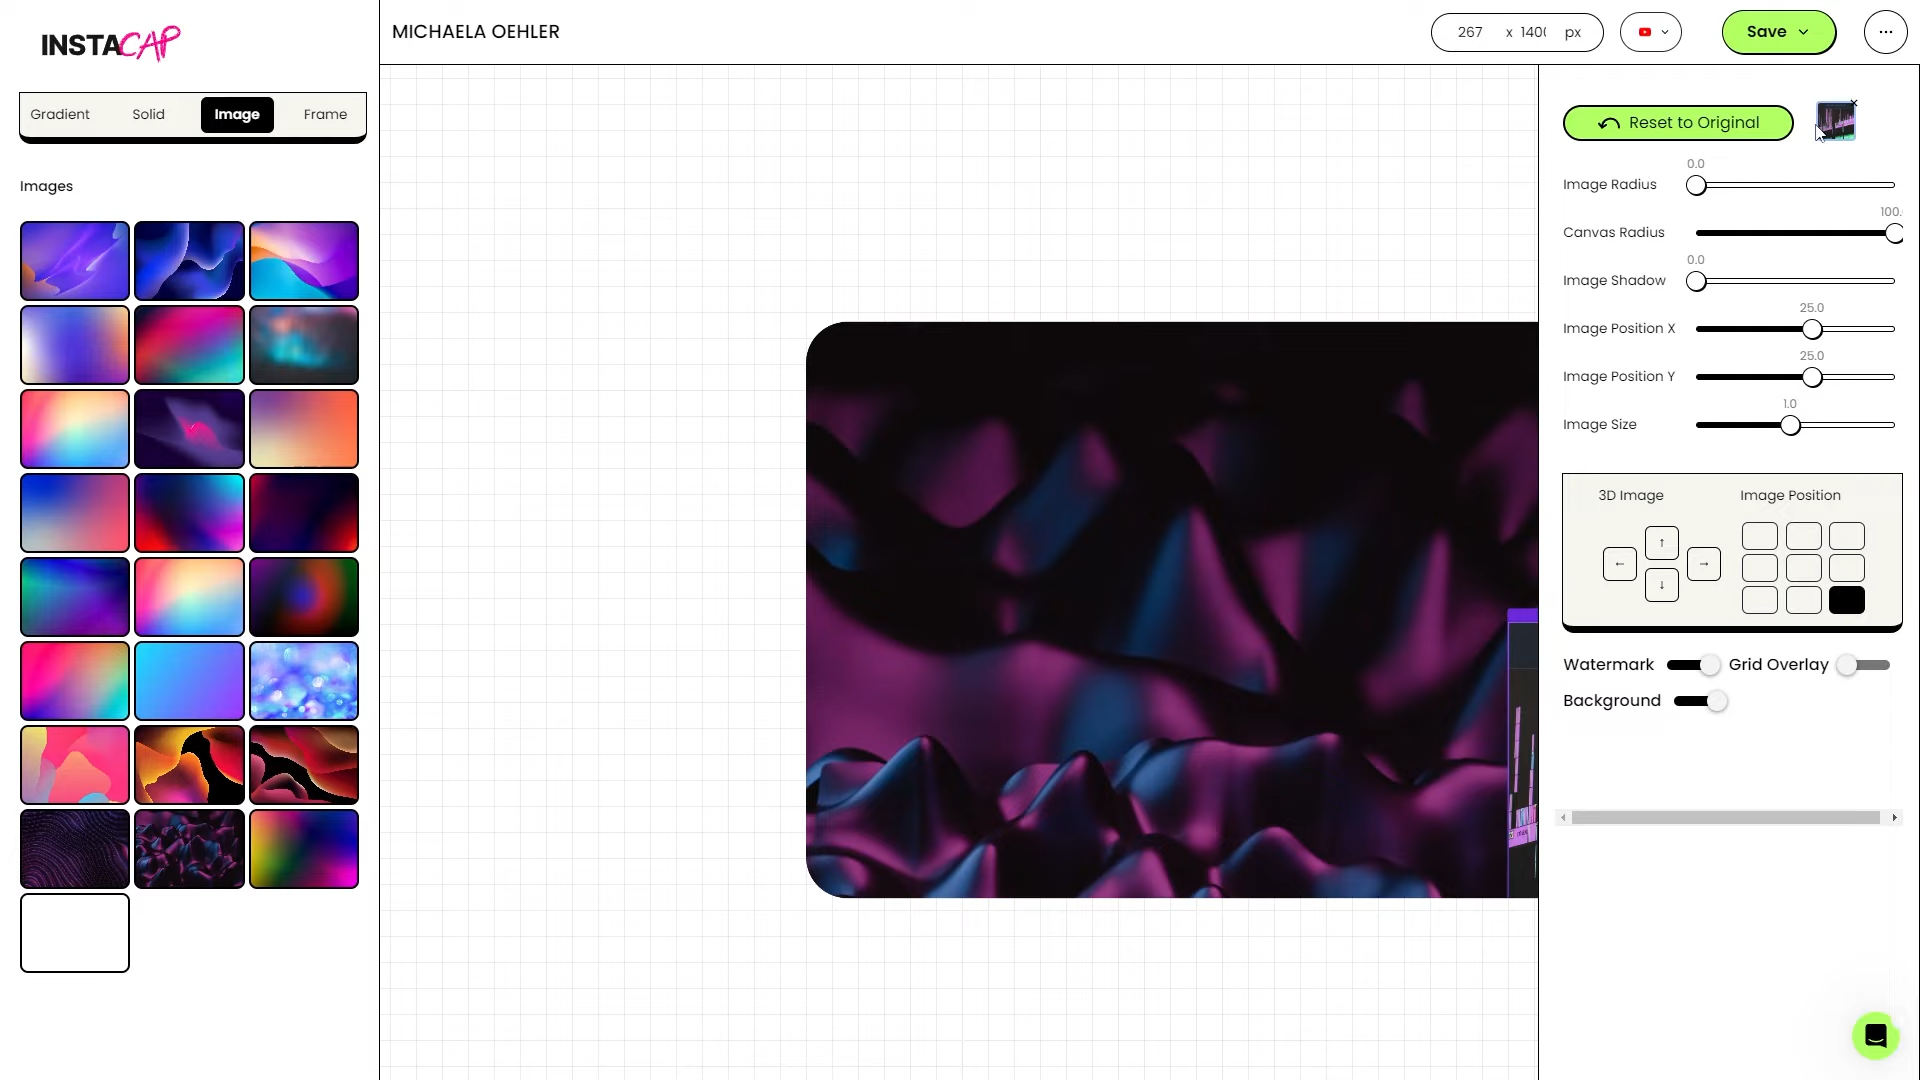 INSTACAP
MICHAELA OEHLER
267 x 1400 px
Save
Gradient
Solid
Image
Frame
Images
Reset to Original
0.0
Image Radius
100.
Canvas Radius
0.0
Image Shadow
25.0
Image Position X
25.0
Image Position Y
1.0
Image Size
3D Image
Image Position
Watermark
Grid Overlay
Background